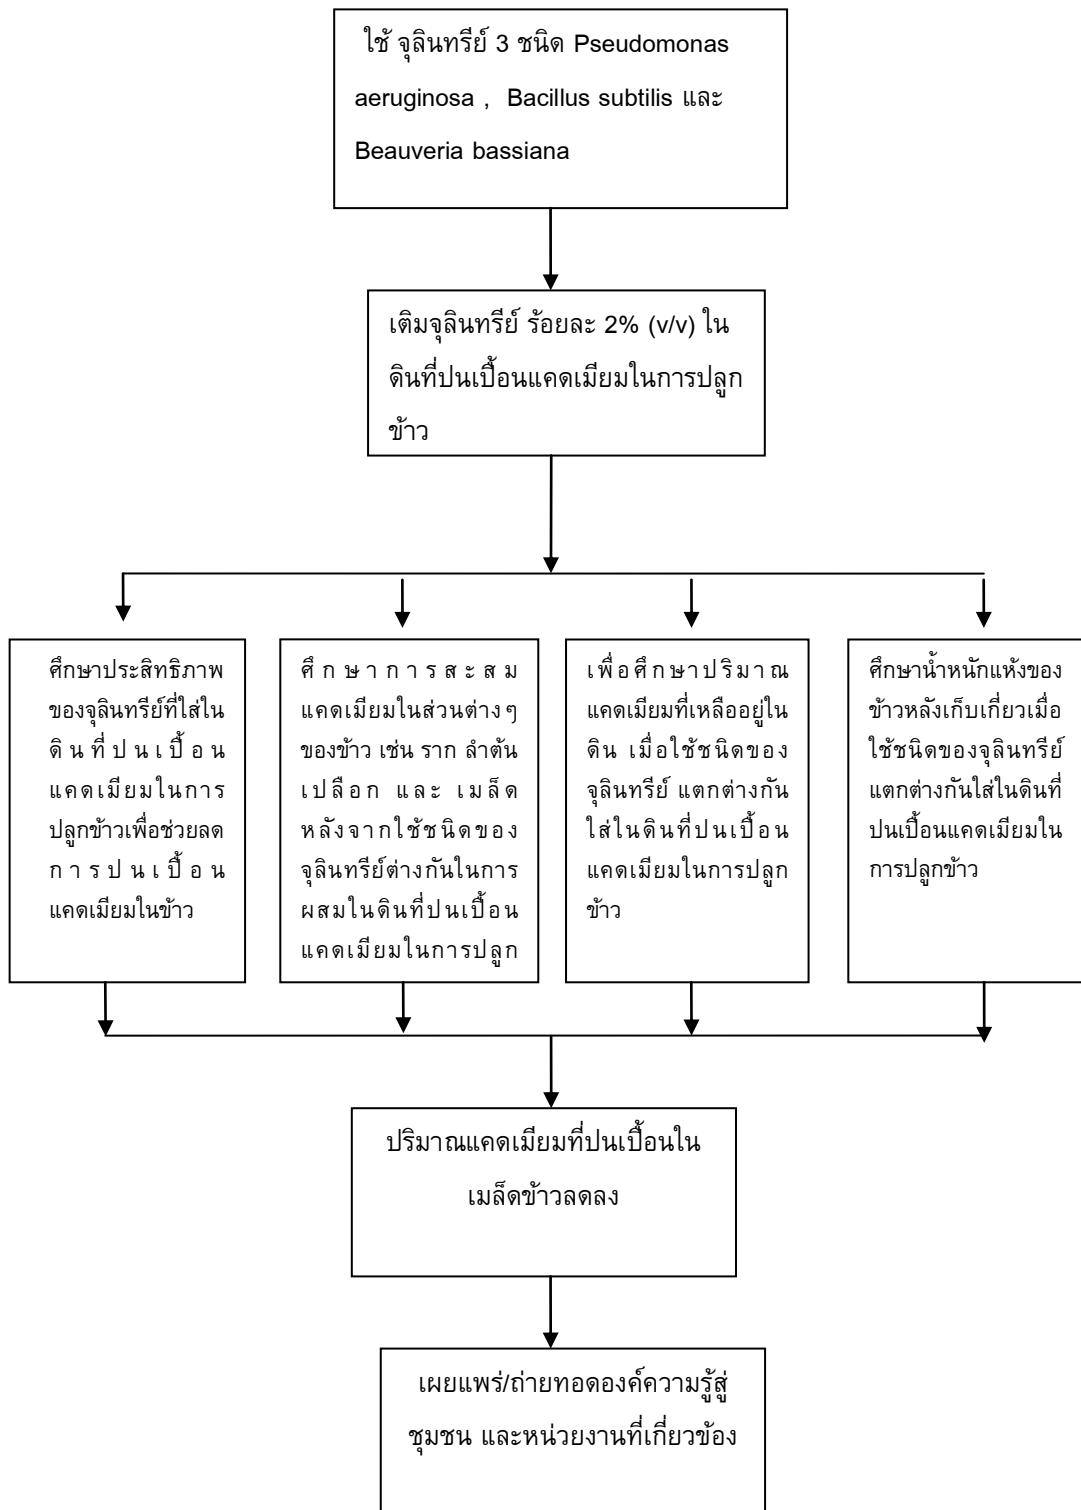 ใช้ จุลินทรีย์ 3 ชนิด Pseudomonas
aeruginosa , Bacillus subtilis และ
Beauveria bassiana
เติมจุลินทรีย์ ร้อยละ 2% (v/v) ใน
ดินที่ปนเปื้อนแคดเมียมในการปลูก
ข้าว
ศึกษาประสิทธิภาพ
ของจุลินทรีย์ที่ใส่ใน
ดินที่ปนเปื้อน
แคดเมียมในการ
ปลูกข้าวเพื่อช่วยลด
การปนเปื้อน
แคดเมียมในข้าว
ศึกษาการสะสม
แคดเมียมในส่วนต่างๆ
ของข้าว เช่น ราก ลำต้น
เปลือก และ เมล็ด
หลังจากใช้ชนิดของ
จุลินทรีย์ต่างกันในการ
ผสมในดินที่ปนเปื้อน
แคดเมียมในการปลูก
เพื่อศึกษาปริมาณ
แคดเมียมที่เหลืออยู่ใน
ดิน เมื่อใช้ชนิดของ
จุลินทรีย์ แตกต่างกัน
ใส่ในดินที่ปนเปื้อน
แคดเมียมในการปลูก
ข้าว
ศึกษาน้ำหนักแห้งของ
ข้าวหลังเก็บเกี่ยวเมื่อ
ใช้ชนิดของจุลินทรีย์
แตกต่างกันใส่ในดินที่
ปนเปื้อนแคดเมียมใน
การปลูกข้าว
ปริมาณแคดเมียมที่ปนเปื้อนใน
เมล็ดข้าวลดลง
เผยแพร่/ถ่ายทอดองค์ความรู้สู่
ชุมชน และหน่วยงานที่เกี่ยวข้อง